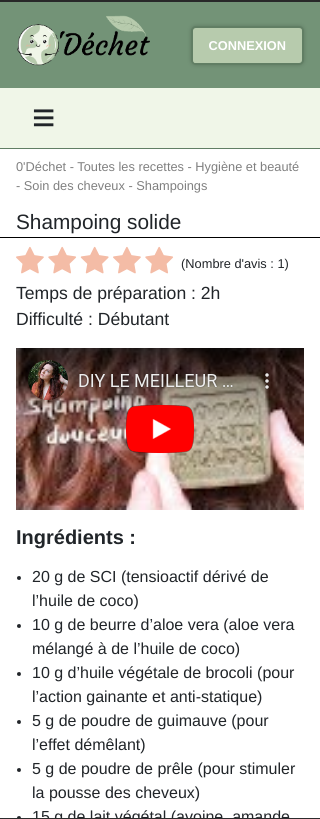 O'Déchet
CONNEXION
0'Déchet - Toutes les recettes - Hygiène et beauté
- Soin des cheveux - Shampoings
Shampoing solide
(Nombre d'avis : 1)
Temps de préparation : 2h
Difficulté : Débutant
DIY LE MEILLEUR ...
Shampoing
douceur
Ingrédients :
• 20 g de SCI (tensioactif dérivé de
l’huile de coco)
• 10 g de beurre d’aloe vera (aloe vera
mélangé à de l’huile de coco)
• 10 g d’huile végétale de brocoli (pour
l’action gainante et anti-statique)
• 5 g de poudre de guimauve (pour
l’effet démêlant)
• 5 g de poudre de prêle (pour stimuler
la pousse des cheveux)
• 15 g de lait végétal (avoine, amande